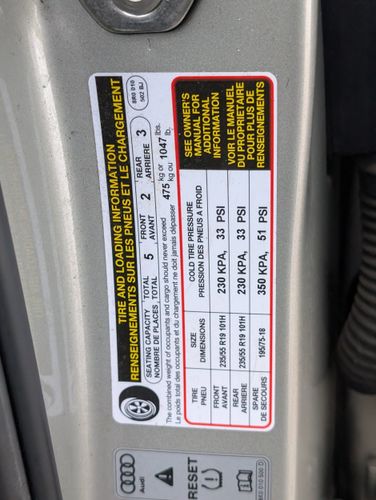 TIRE AND LOADING INFORMATION
RENSEIGNEMENTS SUR LES PNEUS ET LE CHARGEMENT
8R0 010
502 BJ
SEATING CAPACITY TOTAL 5 FRONT 2 REAR 3
NOMBRE DE PLACES TOTAL AVANT ARRIERE
The combined weight of occupants and cargo should never exceed 475 kg or 1047 lbs.
Le poids total des occupants et du chargement ne doit jamais dépasser kg ou lb.
TIRE SIZE COLD TIRE PRESSURE
PNEU DIMENSIONS PRESSION DES PNEUS A FROID
FRONT 235/55 R19 101H 230 KPA, 33 PSI
AVANT
REAR 235/55 R19 101H 230 KPA, 33 PSI
ARRIERE
SPARE 195/75-18 350 KPA, 51 PSI
DE SECOURS
SEE OWNER'S
MANUAL FOR
ADDITIONAL
INFORMATION
VOIR LE MANUEL
DU PROPRIETAIRE
POUR PLUS DE
RENSEIGNEMENTS
Audi
RESET